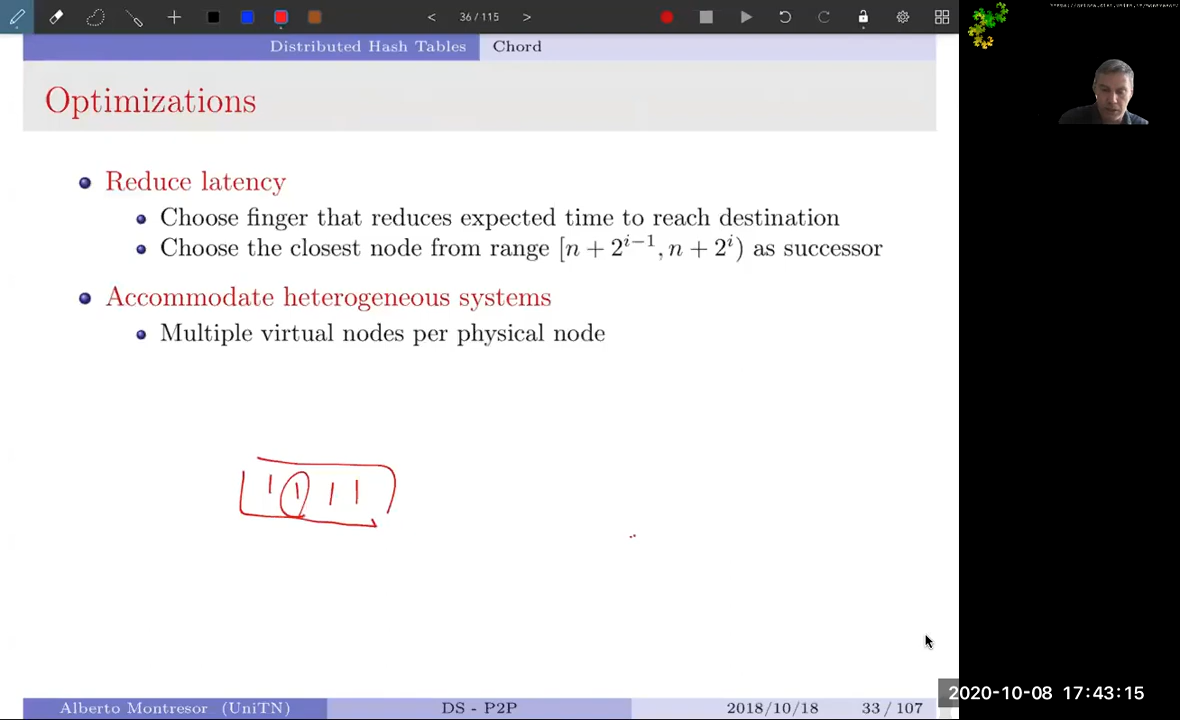 36 / 115
Distributed Hash Tables Chord
Optimizations
Reduce latency
Choose finger that reduces expected time to reach destination
Choose the closest node from range [n + 2^{i−1}, n + 2^i) as successor
Accommodate heterogeneous systems
Multiple virtual nodes per physical node
Alberto Montresor (UniTN) DS - P2P 2018/10/18 33 / 107
2020-10-08 17:43:15